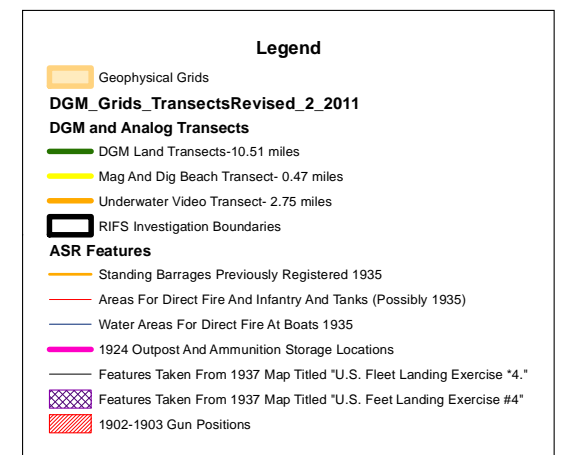 Legend
Geophysical Grids
DGM_Grids_TransectsRevised_2_2011
DGM and Analog Transects
DGM Land Transects-10.51 miles
Mag And Dig Beach Transect- 0.47 miles
Underwater Video Transect- 2.75 miles
RIFS Investigation Boundaries
ASR Features
Standing Barrages Previously Registered 1935
Areas For Direct Fire And Infantry And Tanks (Possibly 1935)
Water Areas For Direct Fire At Boats 1935
1924 Outpost And Ammunition Storage Locations
Features Taken From 1937 Map Titled "U.S. Fleet Landing Exercise "4."
Features Taken From 1937 Map Titled "U.S. Feet Landing Exercise #4"
1902-1903 Gun Positions